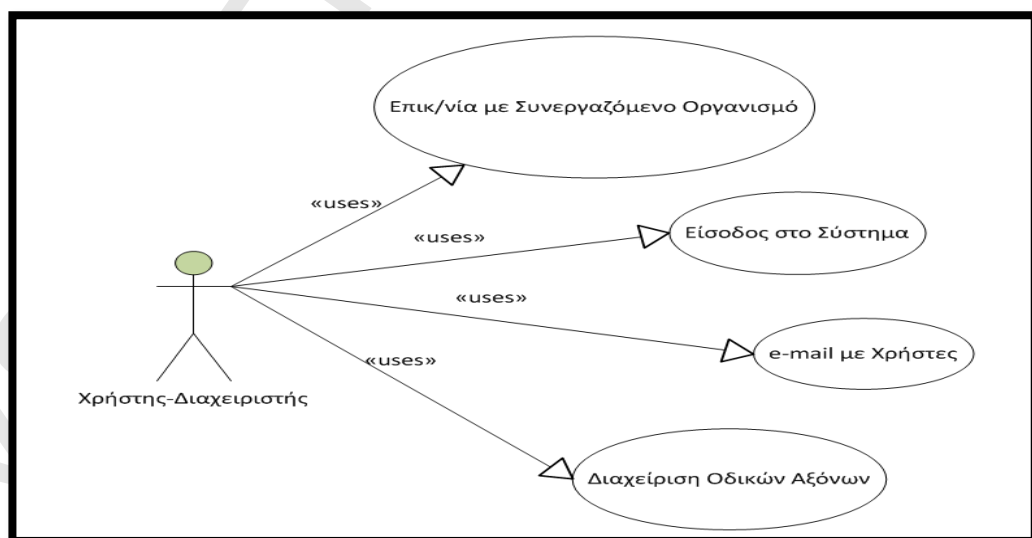 Επικ/νία με Συνεργαζόμενο Οργανισμό
«uses»
«uses»
Είσοδος στο Σύστημα
«uses»
e-mail με Χρήστες
«uses»
Χρήστης-Διαχειριστής
Διαχείριση Οδικών Αξόνων